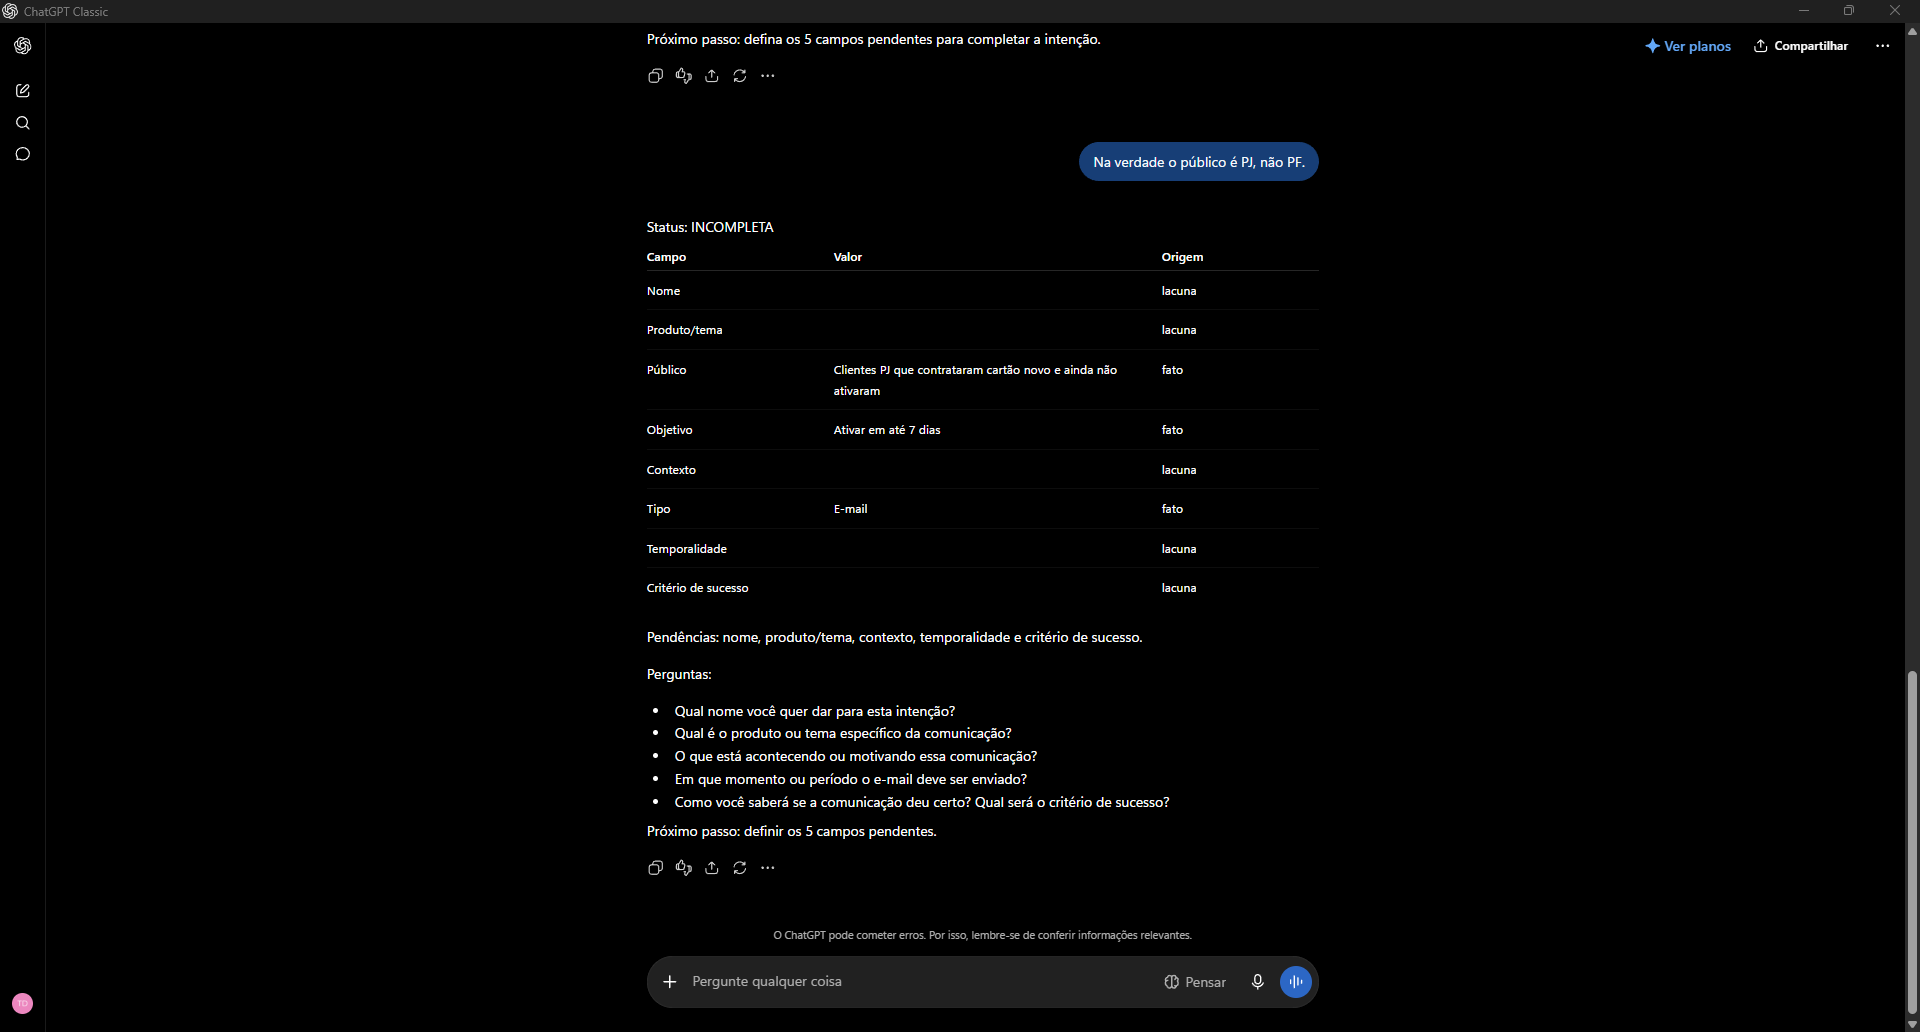 ChatGPT Classic
Próximo passo: defina os 5 campos pendentes para completar a intenção.
Ver planos
Compartilhar
Na verdade o público é PJ, não PF.
Status: INCOMPLETA
Campo Valor Origem
Nome lacuna
Produto/tema lacuna
Público Clientes PJ que contrataram cartão novo e ainda não fato
ativaram
Objetivo Ativar em até 7 dias fato
Contexto lacuna
Tipo E-mail fato
Temporalidade lacuna
Critério de sucesso lacuna
Pendências: nome, produto/tema, contexto, temporalidade e critério de sucesso.
Perguntas:
• Qual nome você quer dar para esta intenção?
• Qual é o produto ou tema específico da comunicação?
• O que está acontecendo ou motivando essa comunicação?
• Em que momento ou período o e-mail deve ser enviado?
• Como você saberá se a comunicação deu certo? Qual será o critério de sucesso?
Próximo passo: definir os 5 campos pendentes.
O ChatGPT pode cometer erros. Por isso, lembre-se de conferir informações relevantes.
Pergunte qualquer coisa
Pensar
TD